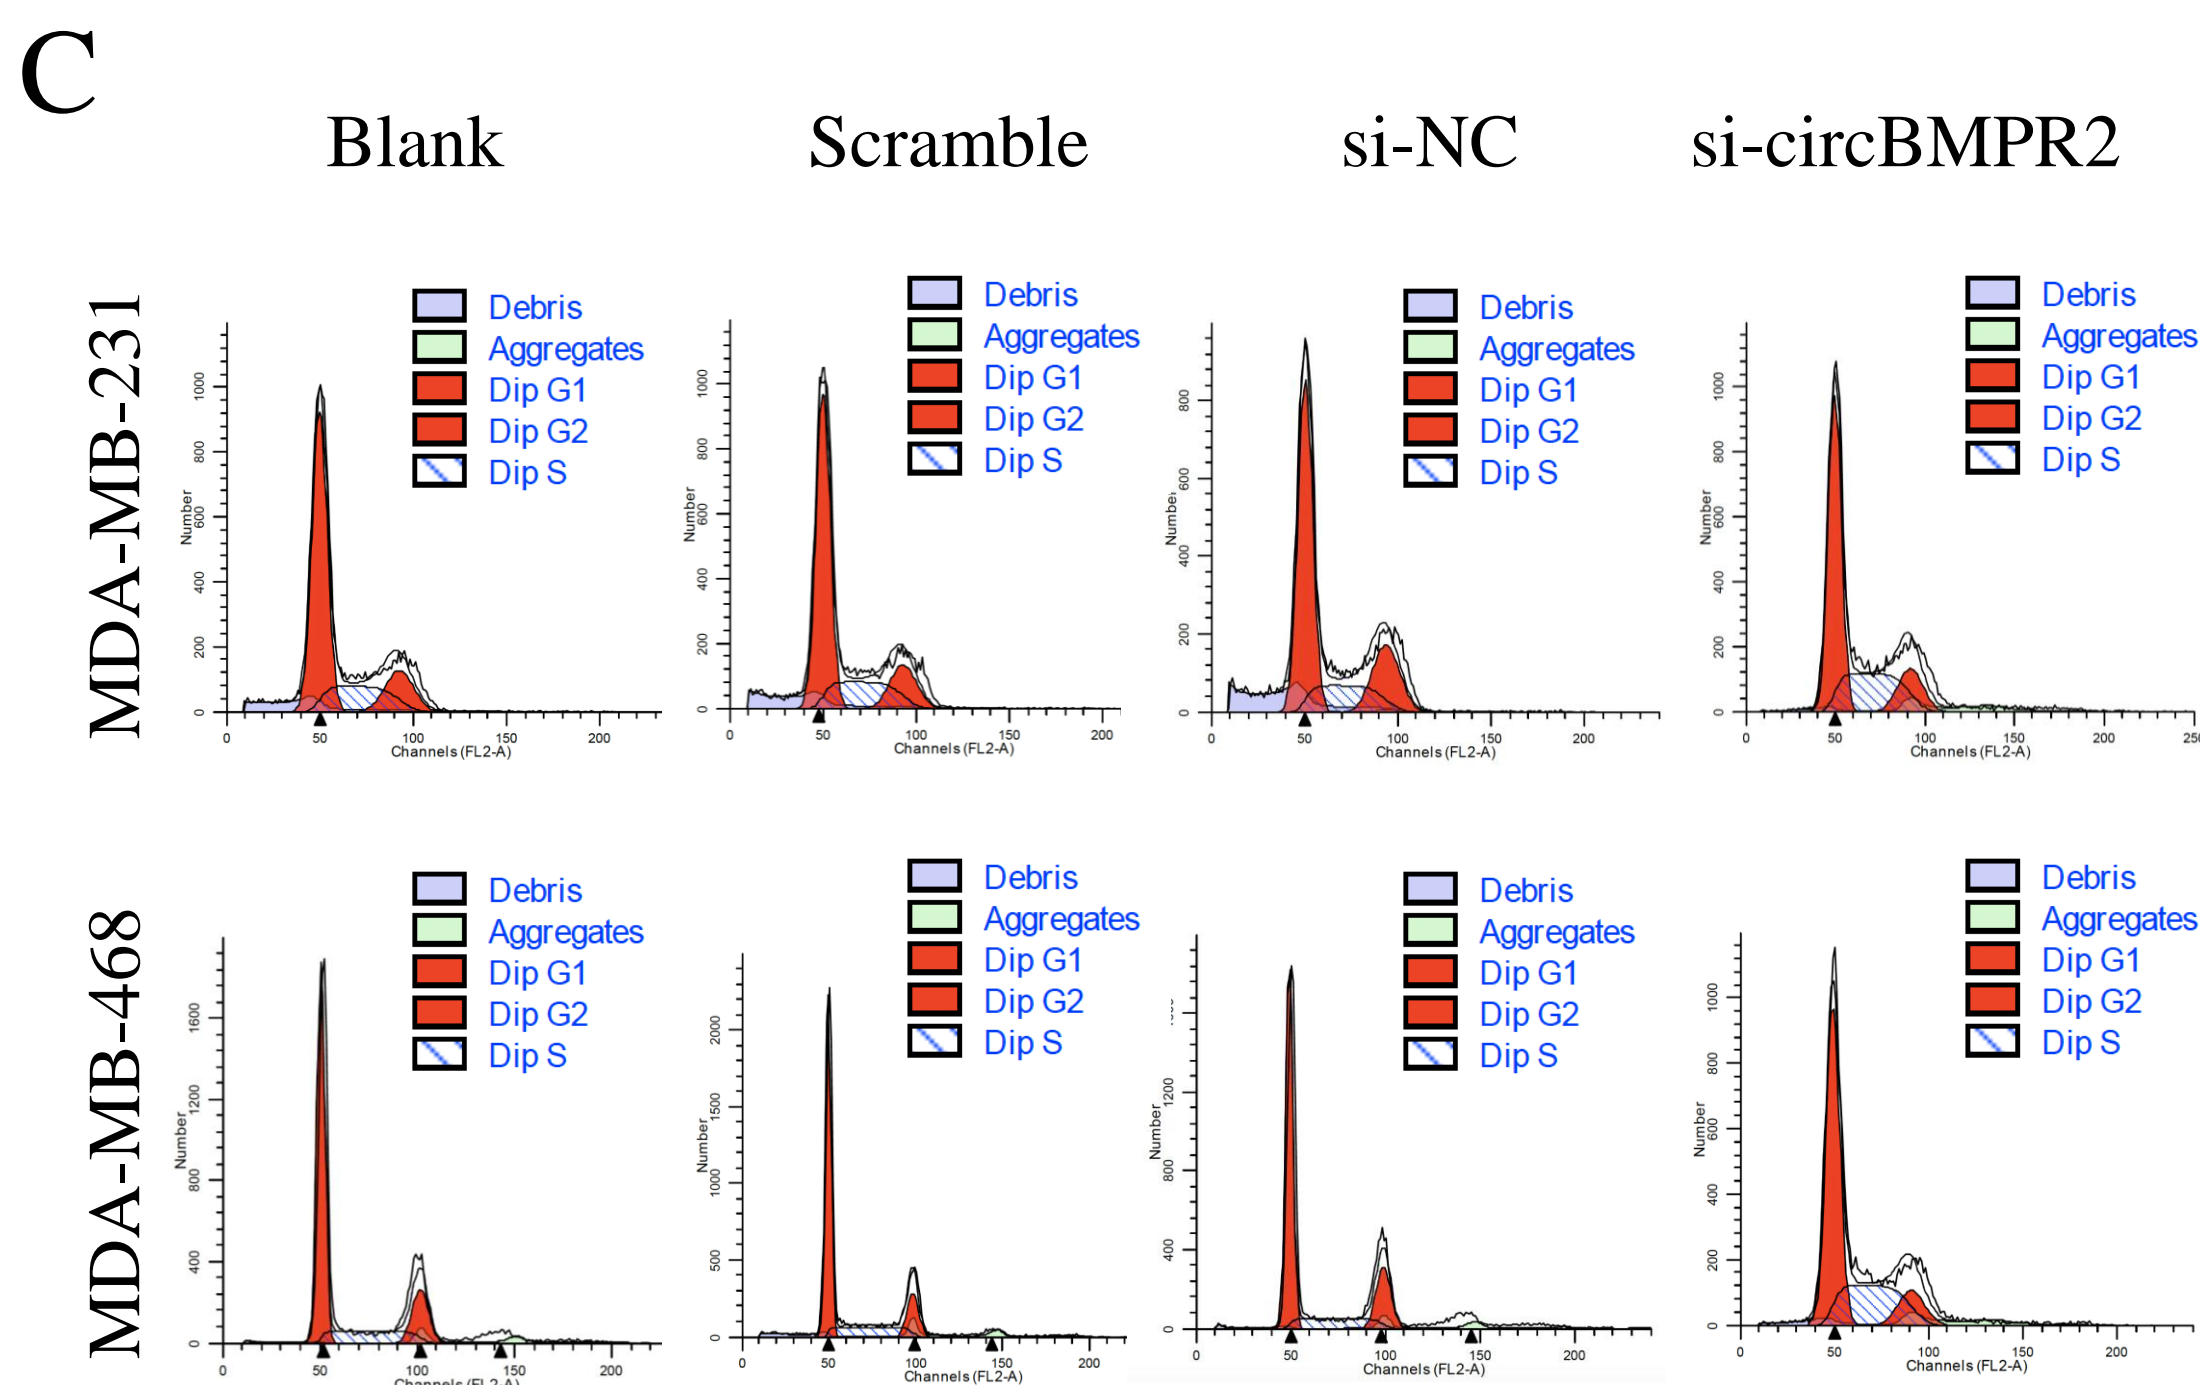 C
Blank Scramble si-NC si-circBMPR2
MDA-MB-231
Debris
Aggregates
Dip G1
Dip G2
Dip S
Number
0 200 400 600 800 1000
0 50 100 150 200
Channels (FL2-A)
Debris
Aggregates
Dip G1
Dip G2
Dip S
Number
0 200 400 600 800 1000
0 50 100 150 200
Channels (FL2-A)
Debris
Aggregates
Dip G1
Dip G2
Dip S
Number
0 200 400 600 800
0 50 100 150 200
Channels (FL2-A)
Debris
Aggregates
Dip G1
Dip G2
Dip S
Number
0 200 400 600 800 1000
0 50 100 150 200 250
Channels (FL2-A)
MDA-MB-468
Debris
Aggregates
Dip G1
Dip G2
Dip S
Number
0 400 800 1200 1600
0 50 100 150 200
Channels (FL2-A)
Debris
Aggregates
Dip G1
Dip G2
Dip S
Number
0 500 1000 1500 2000
0 50 100 150 200
Channels (FL2-A)
Debris
Aggregates
Dip G1
Dip G2
Dip S
Number
0 400 800 1200
0 50 100 150 200
Channels (FL2-A)
Debris
Aggregates
Dip G1
Dip G2
Dip S
Number
0 200 400 600 800 1000
0 50 100 150 200
Channels (FL2-A)